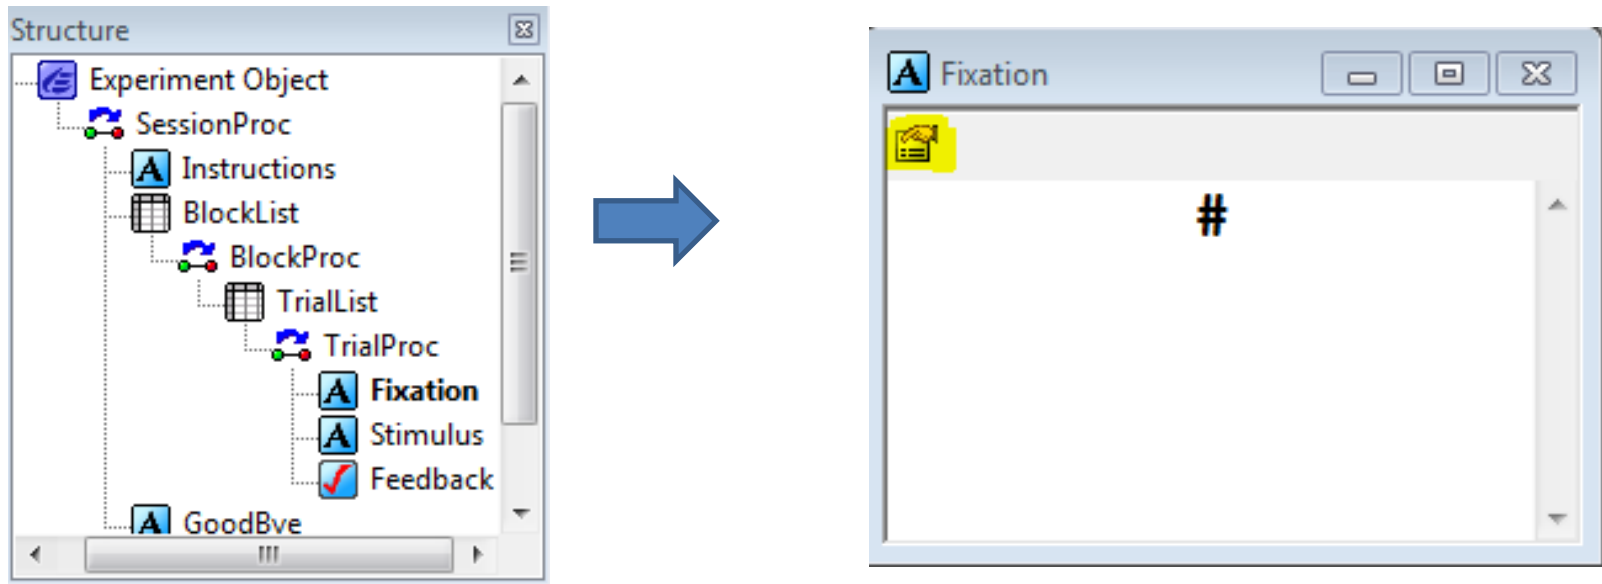 Structure
Experiment Object
SessionProc
Instructions
BlockList
BlockProc
TrialList
TrialProc
Fixation
Stimulus
Feedback
GoodBye
Fixation
#